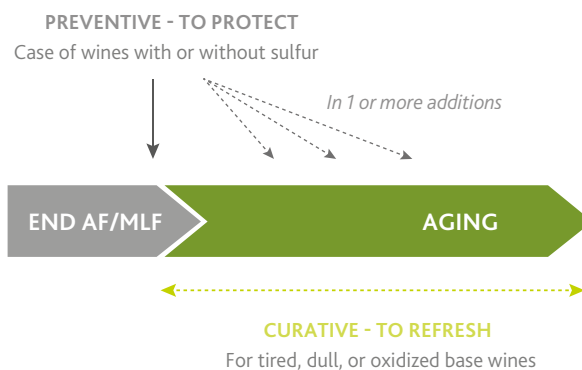 PREVENTIVE - TO PROTECT
Case of wines with or without sulfur
In 1 or more additions
END AF/MLF
AGING
CURATIVE - TO REFRESH
For tired, dull, or oxidized base wines